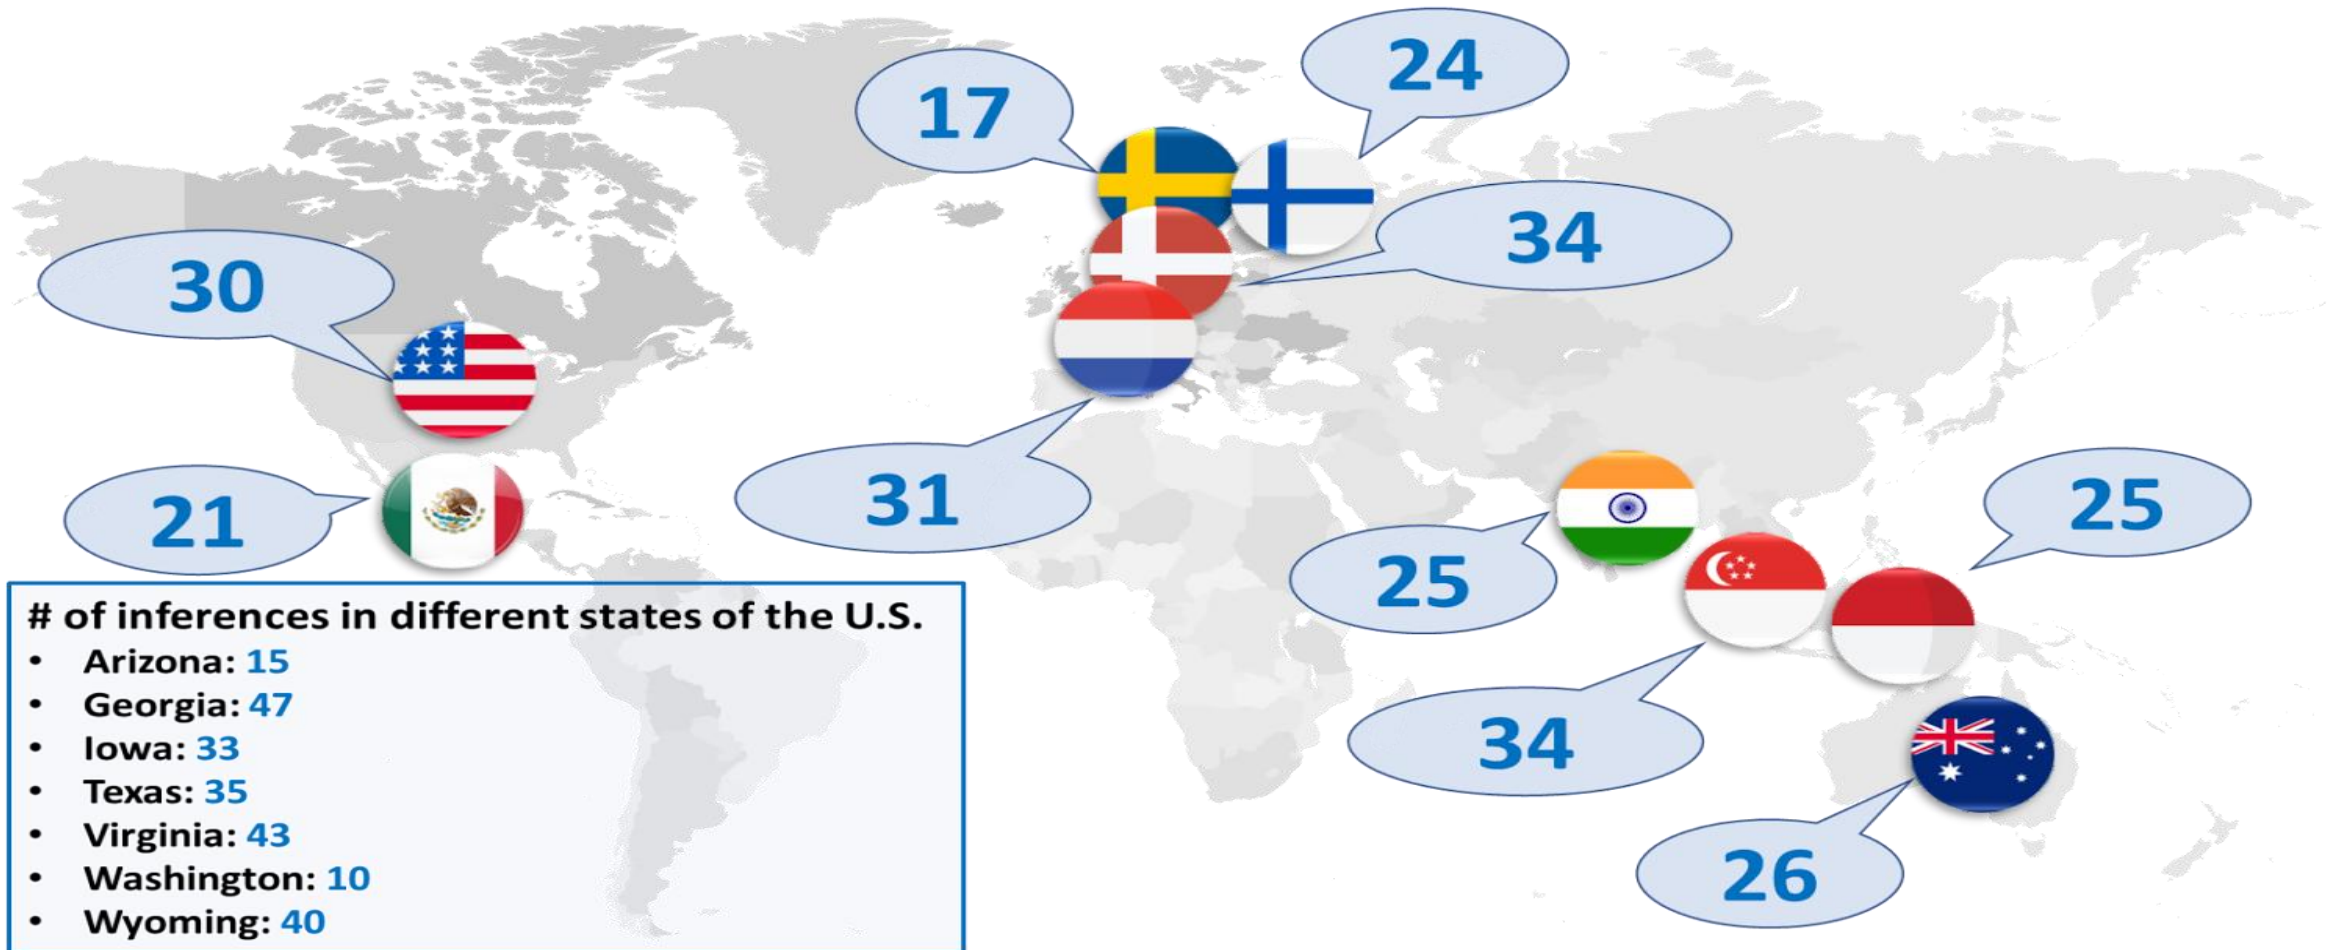 24
17
34
30
31
21
25
25
34
26
# of inferences in different states of the U.S.
• Arizona: 15
• Georgia: 47
• Iowa: 33
• Texas: 35
• Virginia: 43
• Washington: 10
• Wyoming: 40